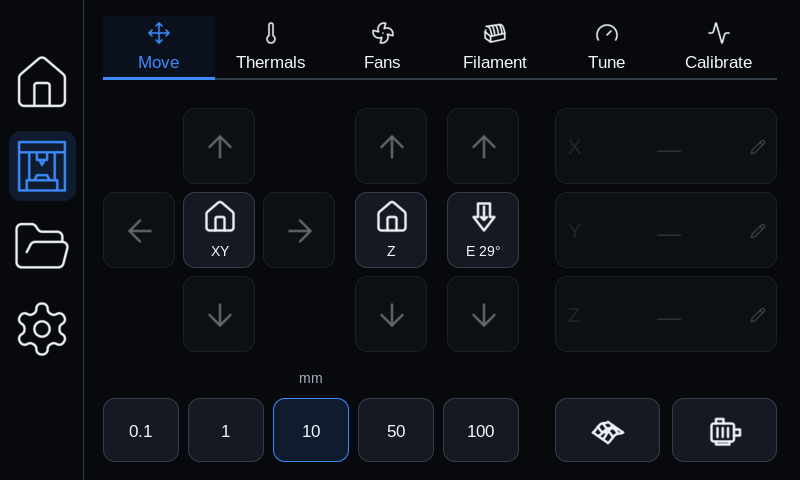 Move Thermals Fans Filament Tune Calibrate
X —
XY Z E 29° Y —
Z —
mm
0.1 1 10 50 100